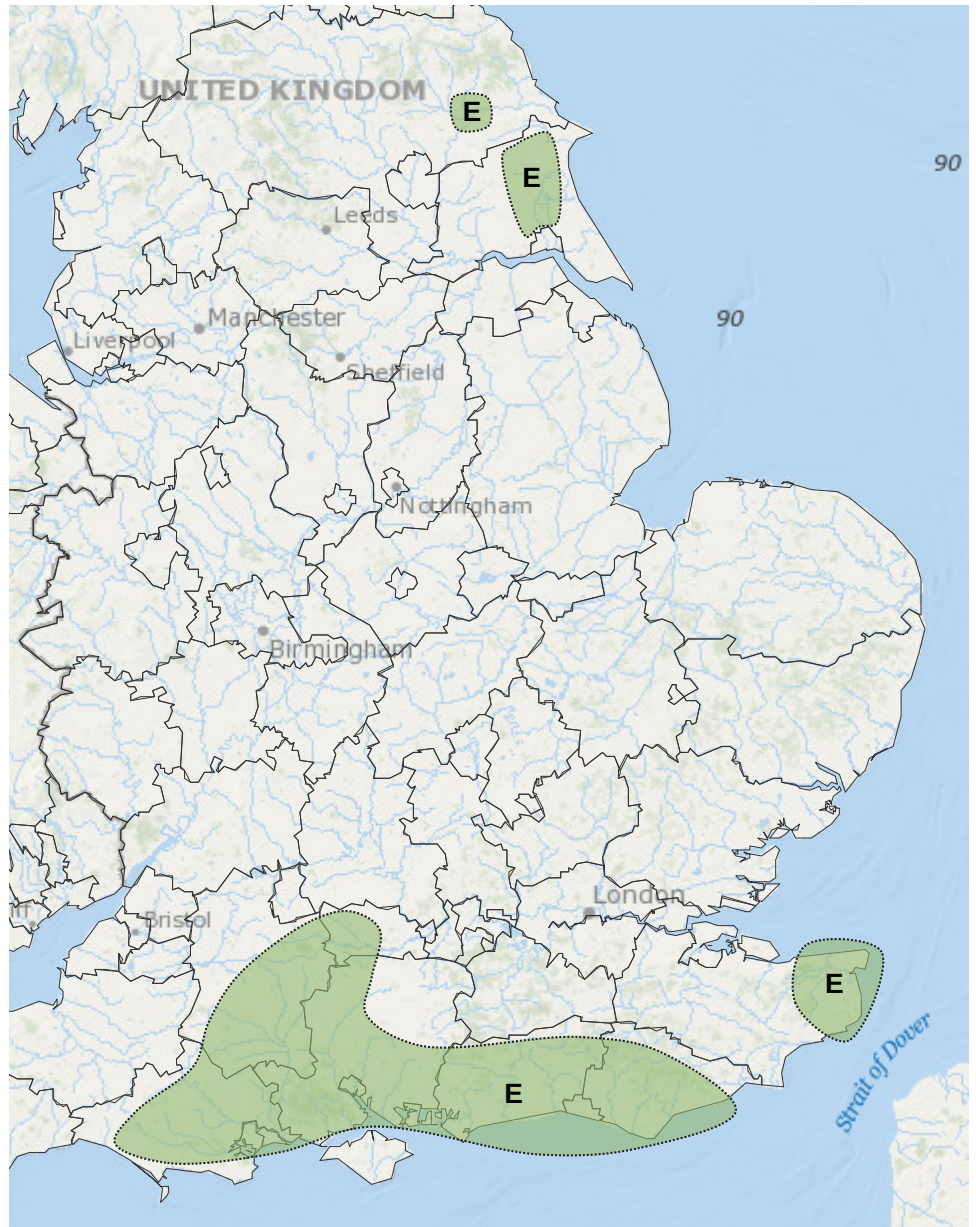 UNITED KINGDOM
E
E
90
Leeds
90
Manchester
Liverpool
Sheffield
Nottingham
Birmingham
London
Bristol
E
E
Strait of Dover